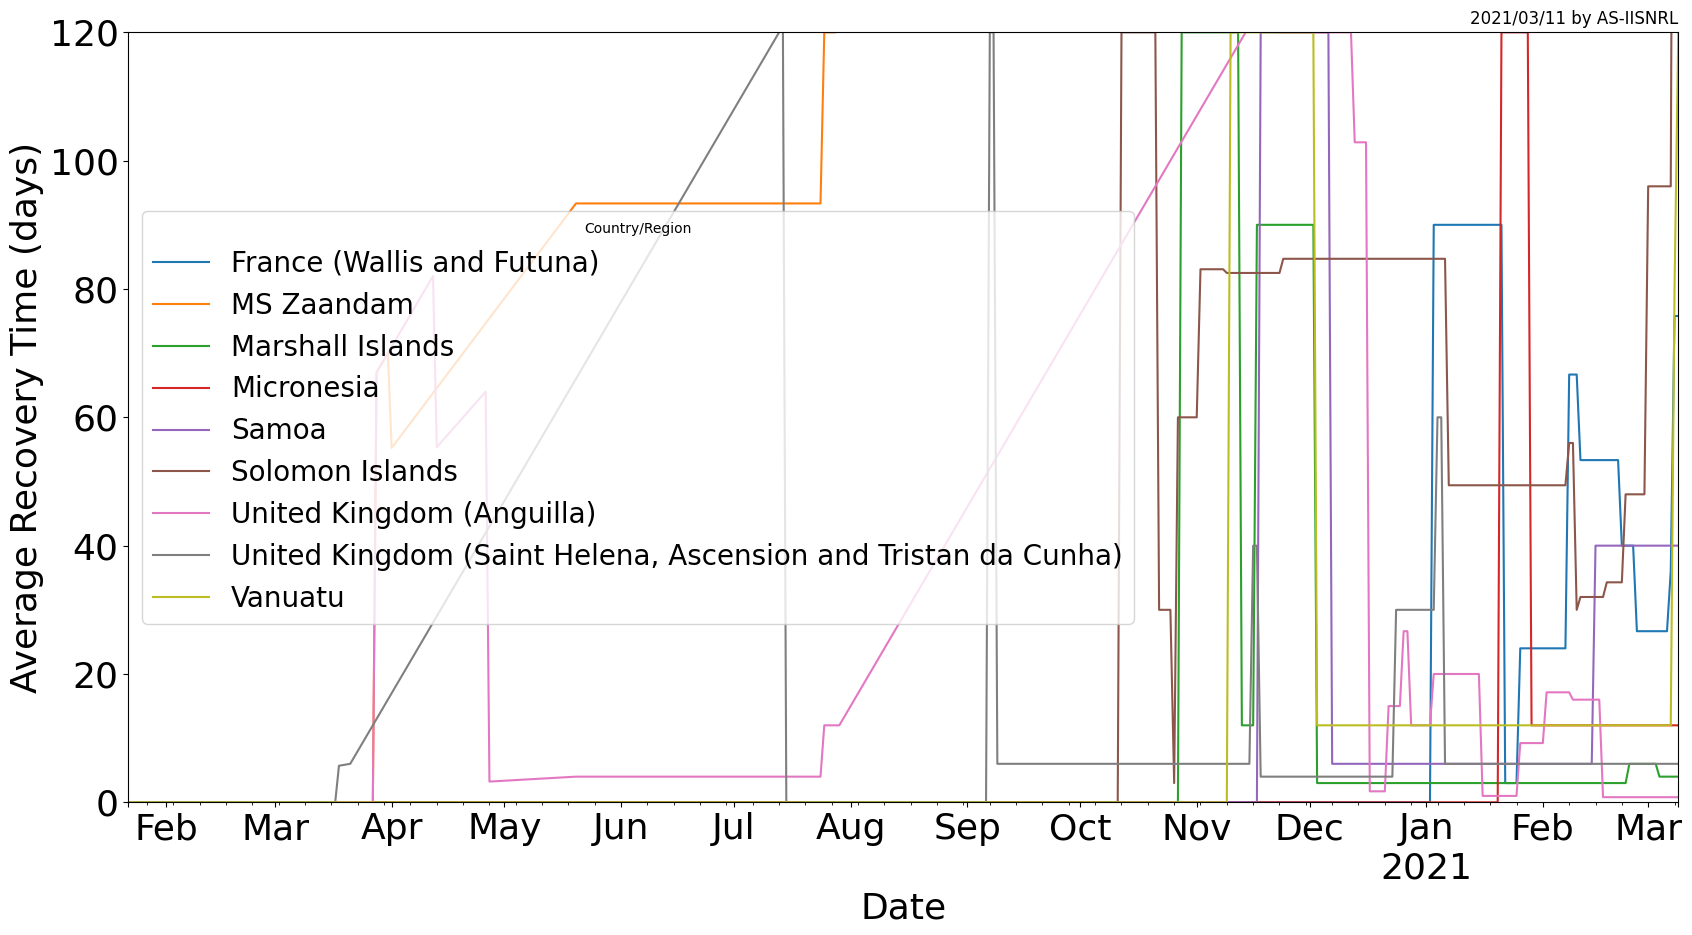 2021/03/11 by AS-IISNRL
120
100
80
60
40
20
0
Average Recovery Time (days)
Country/Region
France (Wallis and Futuna)
MS Zaandam
Marshall Islands
Micronesia
Samoa
Solomon Islands
United Kingdom (Anguilla)
United Kingdom (Saint Helena, Ascension and Tristan da Cunha)
Vanuatu
Feb Mar Apr May Jun Jul Aug Sep Oct Nov Dec Jan Feb Mar
2021
Date